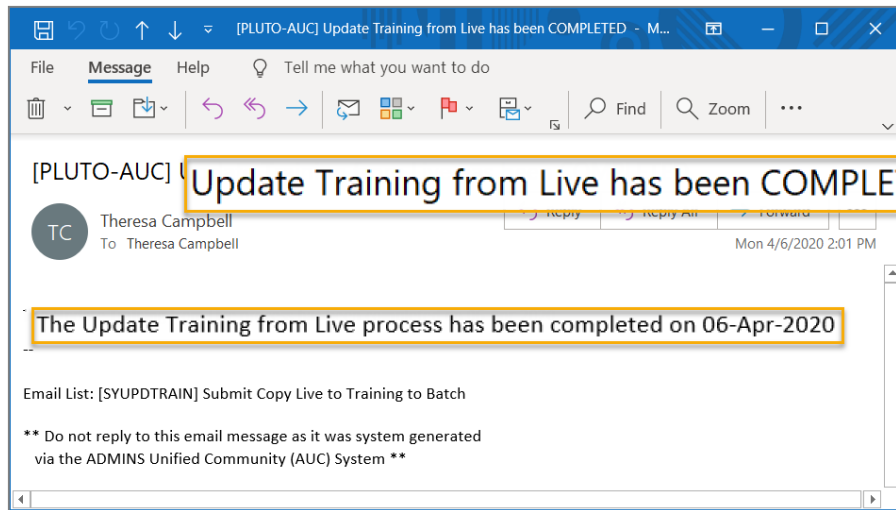 [PLUTO-AUC] Update Training from Live has been COMPLETED - M...
File Message Help Tell me what you want to do
Find Zoom ...
[PLUTO-AUC]
Update Training from Live has been COMPLE
TC
Theresa Campbell
Reply Reply All Forward
To Theresa Campbell
Mon 4/6/2020 2:01 PM
The Update Training from Live process has been completed on 06-Apr-2020
--
Email List: [SYUPDTRAIN] Submit Copy Live to Training to Batch
** Do not reply to this email message as it was system generated
via the ADMINS Unified Community (AUC) System **